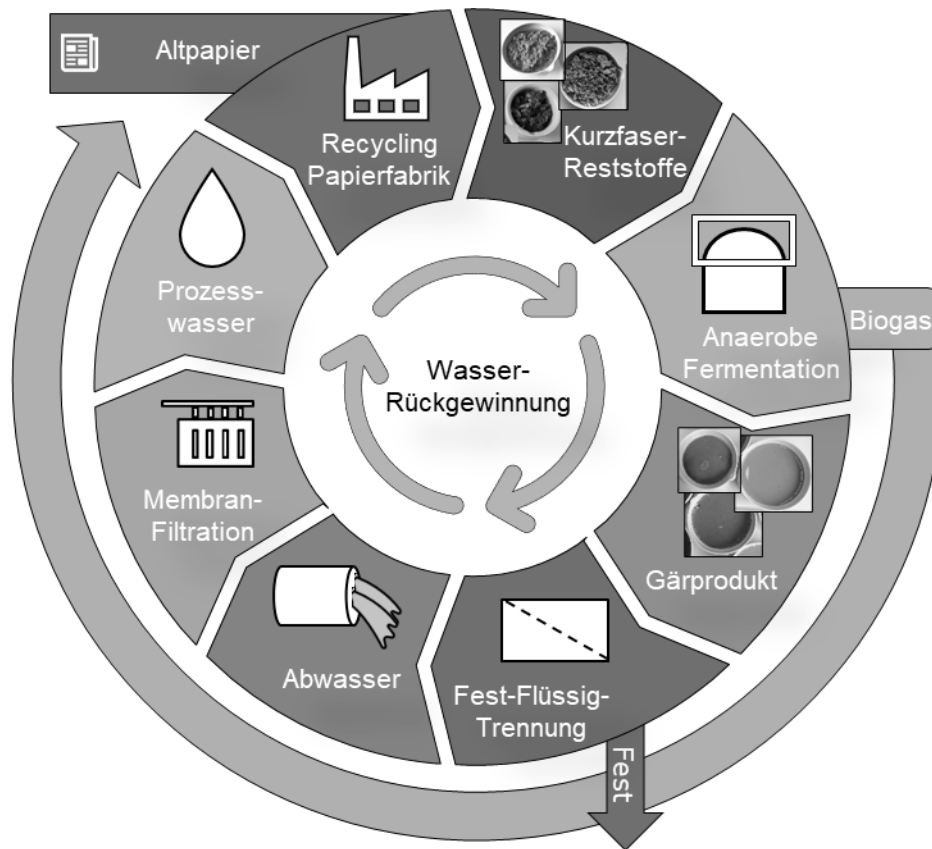 Altpapier
Recycling
Papierfabrik
Kurzfaser-
Reststoffe
Anaerobe
Fermentation
Biogas
Gärprodukt
Fest-Flüssig-
Trennung
Fest
Abwasser
Membran-
Filtration
Prozess-
wasser
Wasser-
Rückgewinnung